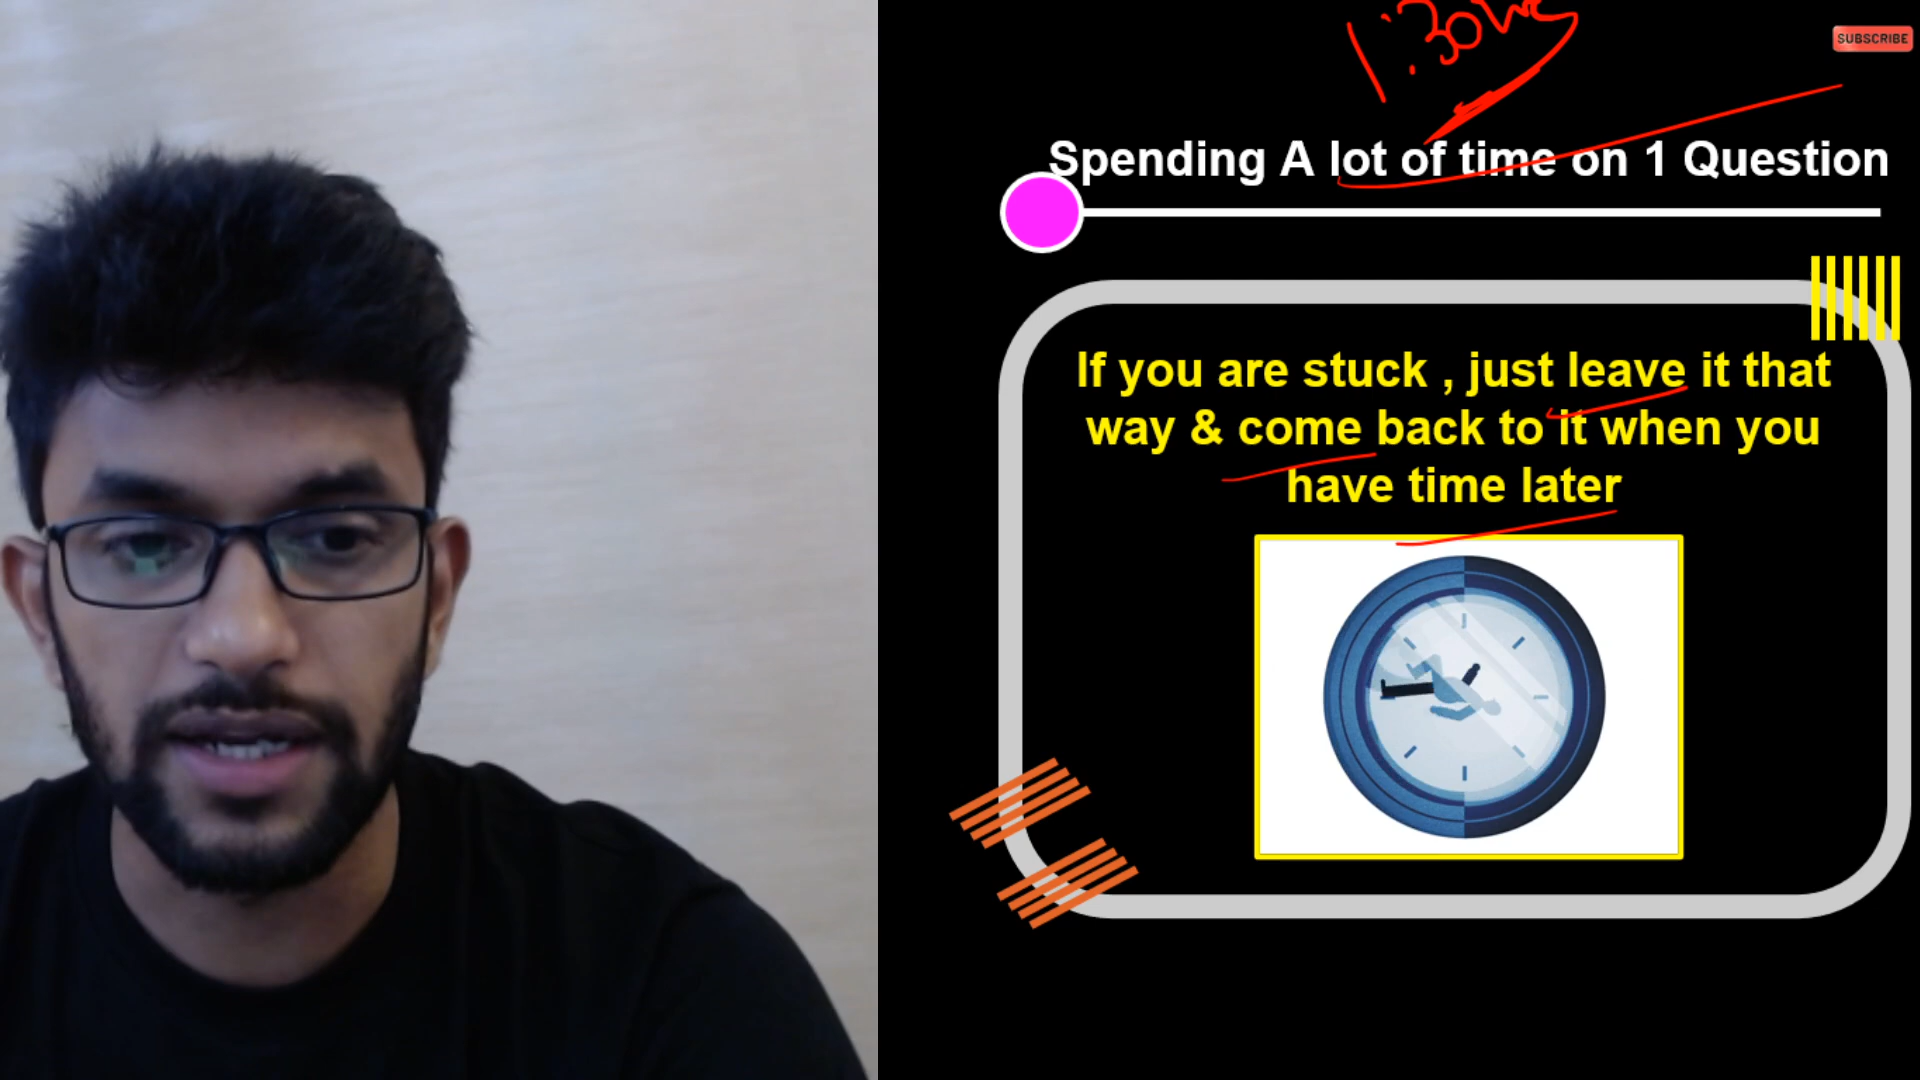 1:30hr
SUBSCRIBE
Spending A lot of time on 1 Question
If you are stuck , just leave it that
way & come back to it when you
have time later